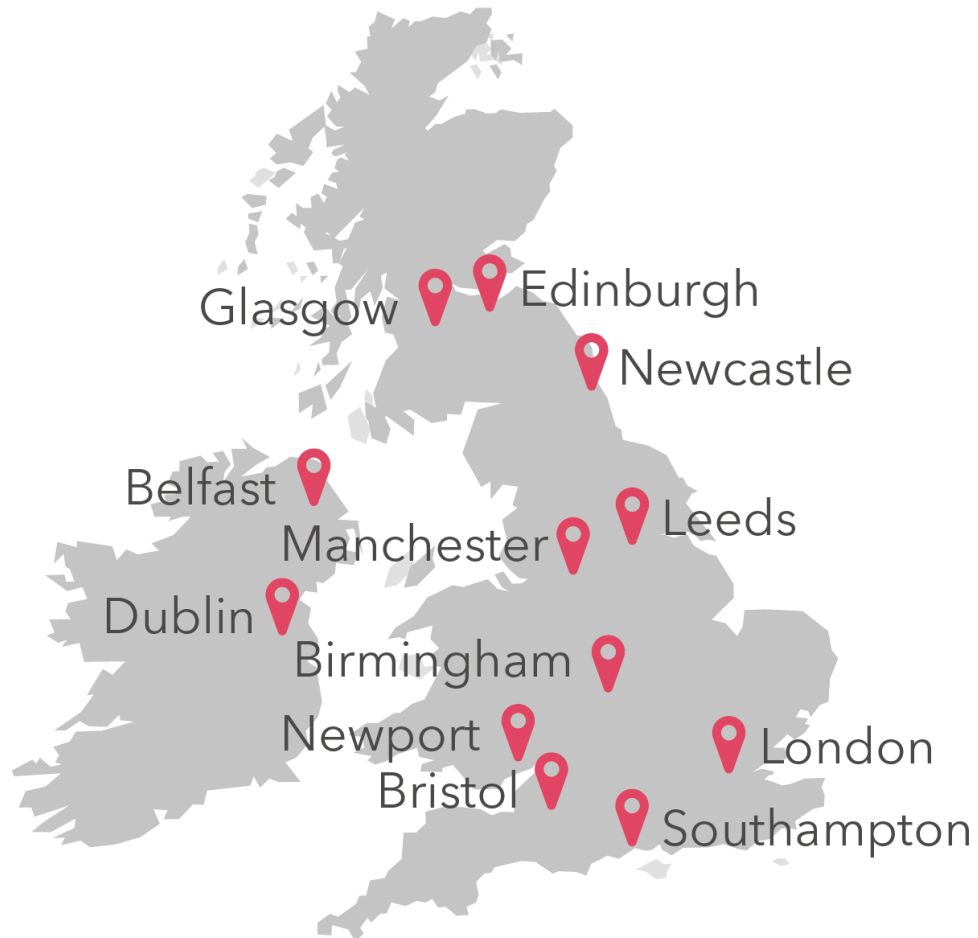 Edinburgh
Glasgow
Newcastle
Belfast
Leeds
Manchester
Dublin
Birmingham
Newport
London
Bristol
Southampton